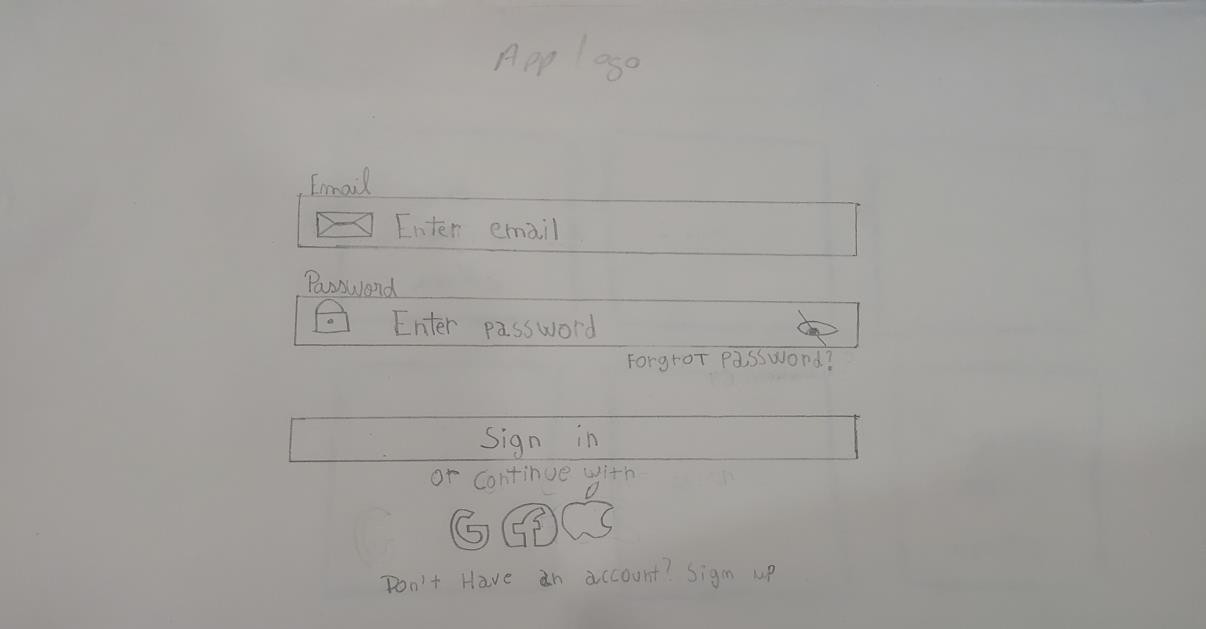 App logo
Email
Enter email
Password
Enter password
Forgrot password?
Sign in
or continue with
G f
Don't Have an account? Sign up